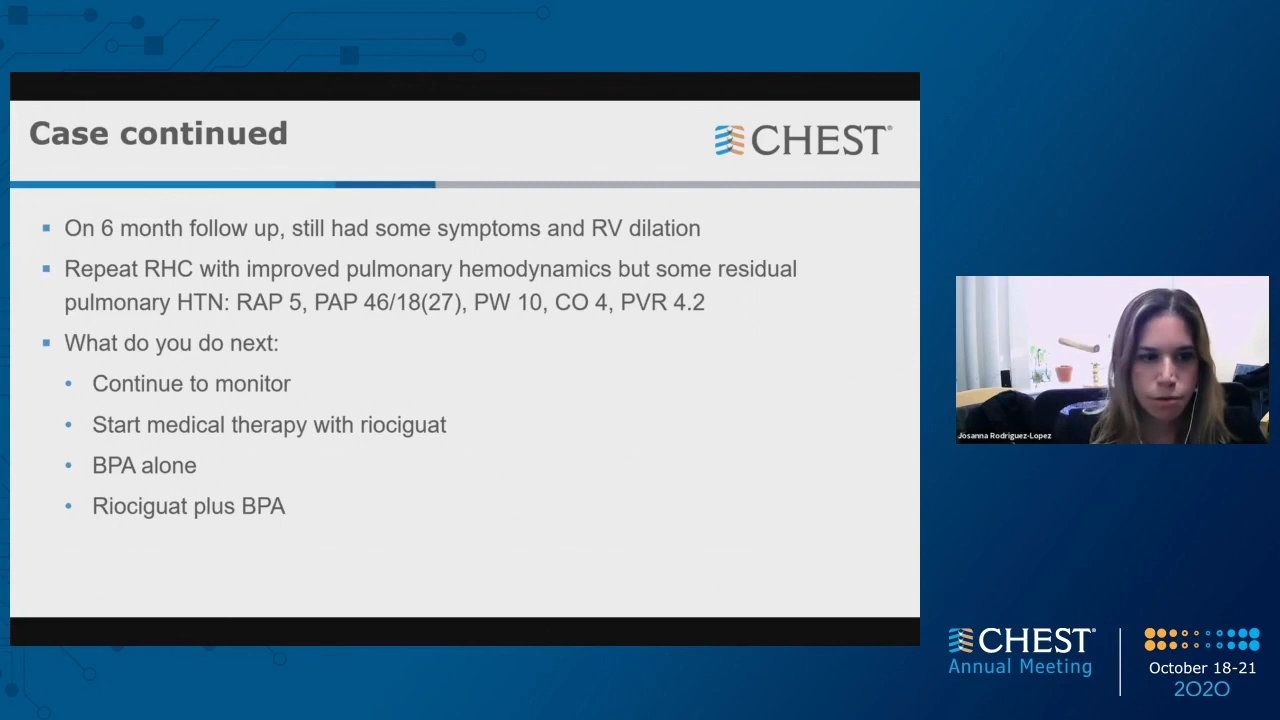 Case continued
CHEST®
On 6 month follow up, still had some symptoms and RV dilation
Repeat RHC with improved pulmonary hemodynamics but some residual
pulmonary HTN: RAP 5, PAP 46/18(27), PW 10, CO 4, PVR 4.2
What do you do next:
Continue to monitor
Start medical therapy with riociguat
BPA alone
Riociguat plus BPA
Josanna Rodriguez-Lopez
CHEST®
Annual Meeting
October 18-21
2020